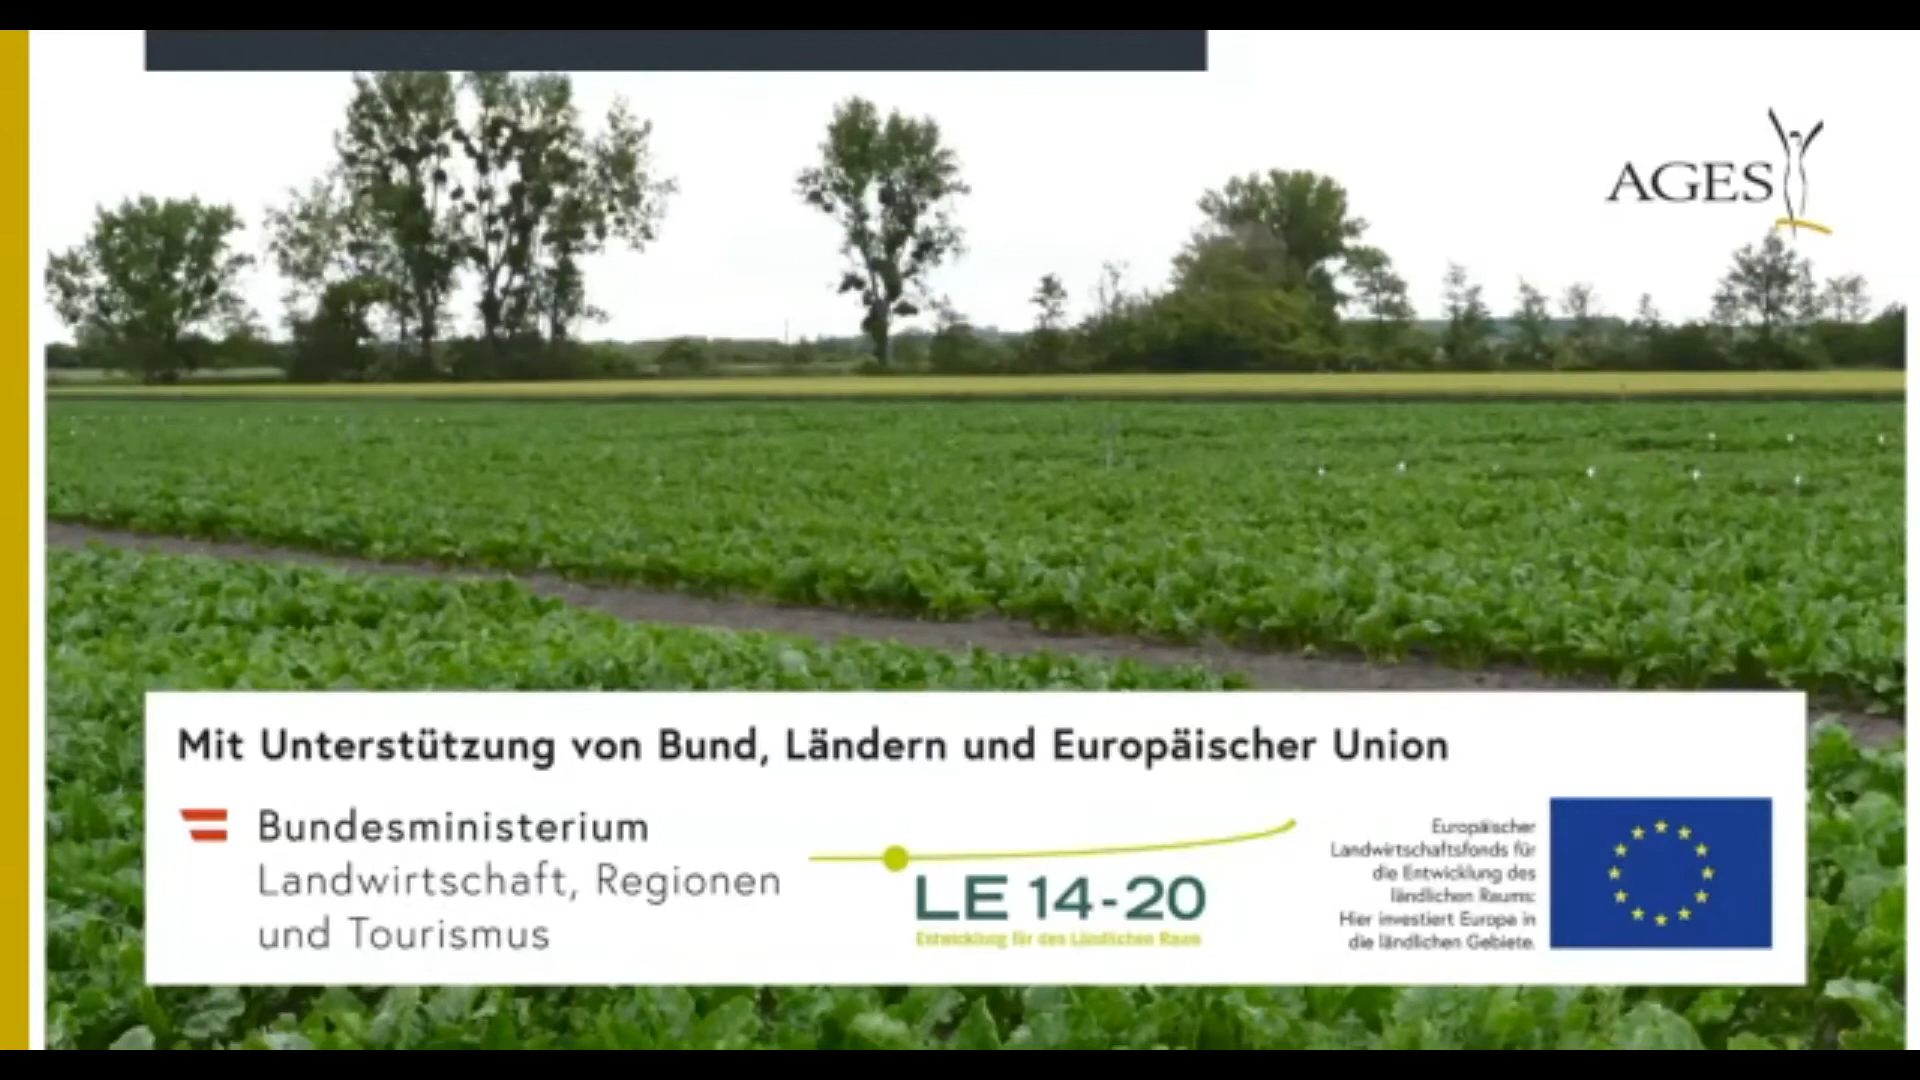 AGES
Mit Unterstützung von Bund, Ländern und Europäischer Union
Bundesministerium
Landwirtschaft, Regionen
und Tourismus
LE 14-20
Entwicklung für den Ländlichen Raum
Europäischer
Landwirtschaftsfonds für
die Entwicklung des
ländlichen Raums:
Hier investiert Europa in
die ländlichen Gebiete.